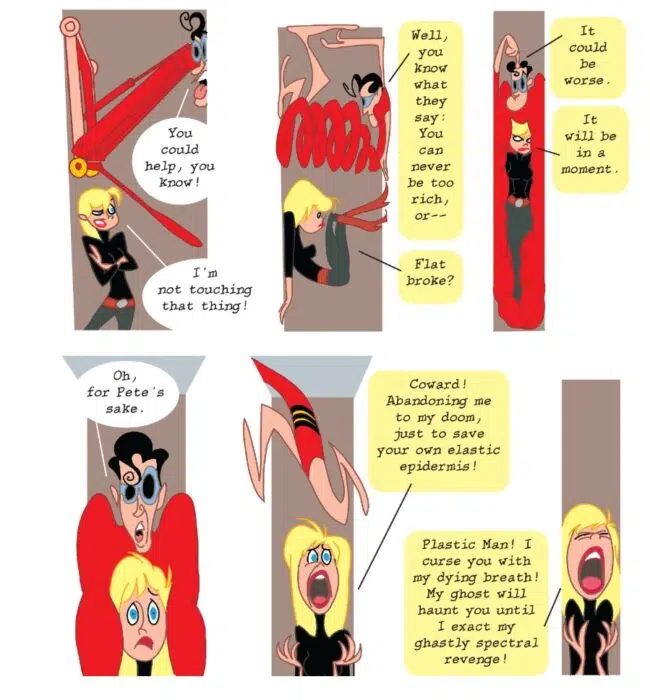 You
could
help, you
know!
I'm
not touching
that thing!
Well,
you
know
what
they
say:
You
can
never
be too
rich,
or--
Flat
broke?
It
could
be
worse.
It
will be
in a
moment.
Oh,
for Pete's
sake.
Coward!
Abandoning me
to my doom,
just to save
your own elastic
epidermis!
Plastic Man! I
curse you with
my dying breath!
My ghost will
haunt you until
I exact my
ghastly spectral
revenge!